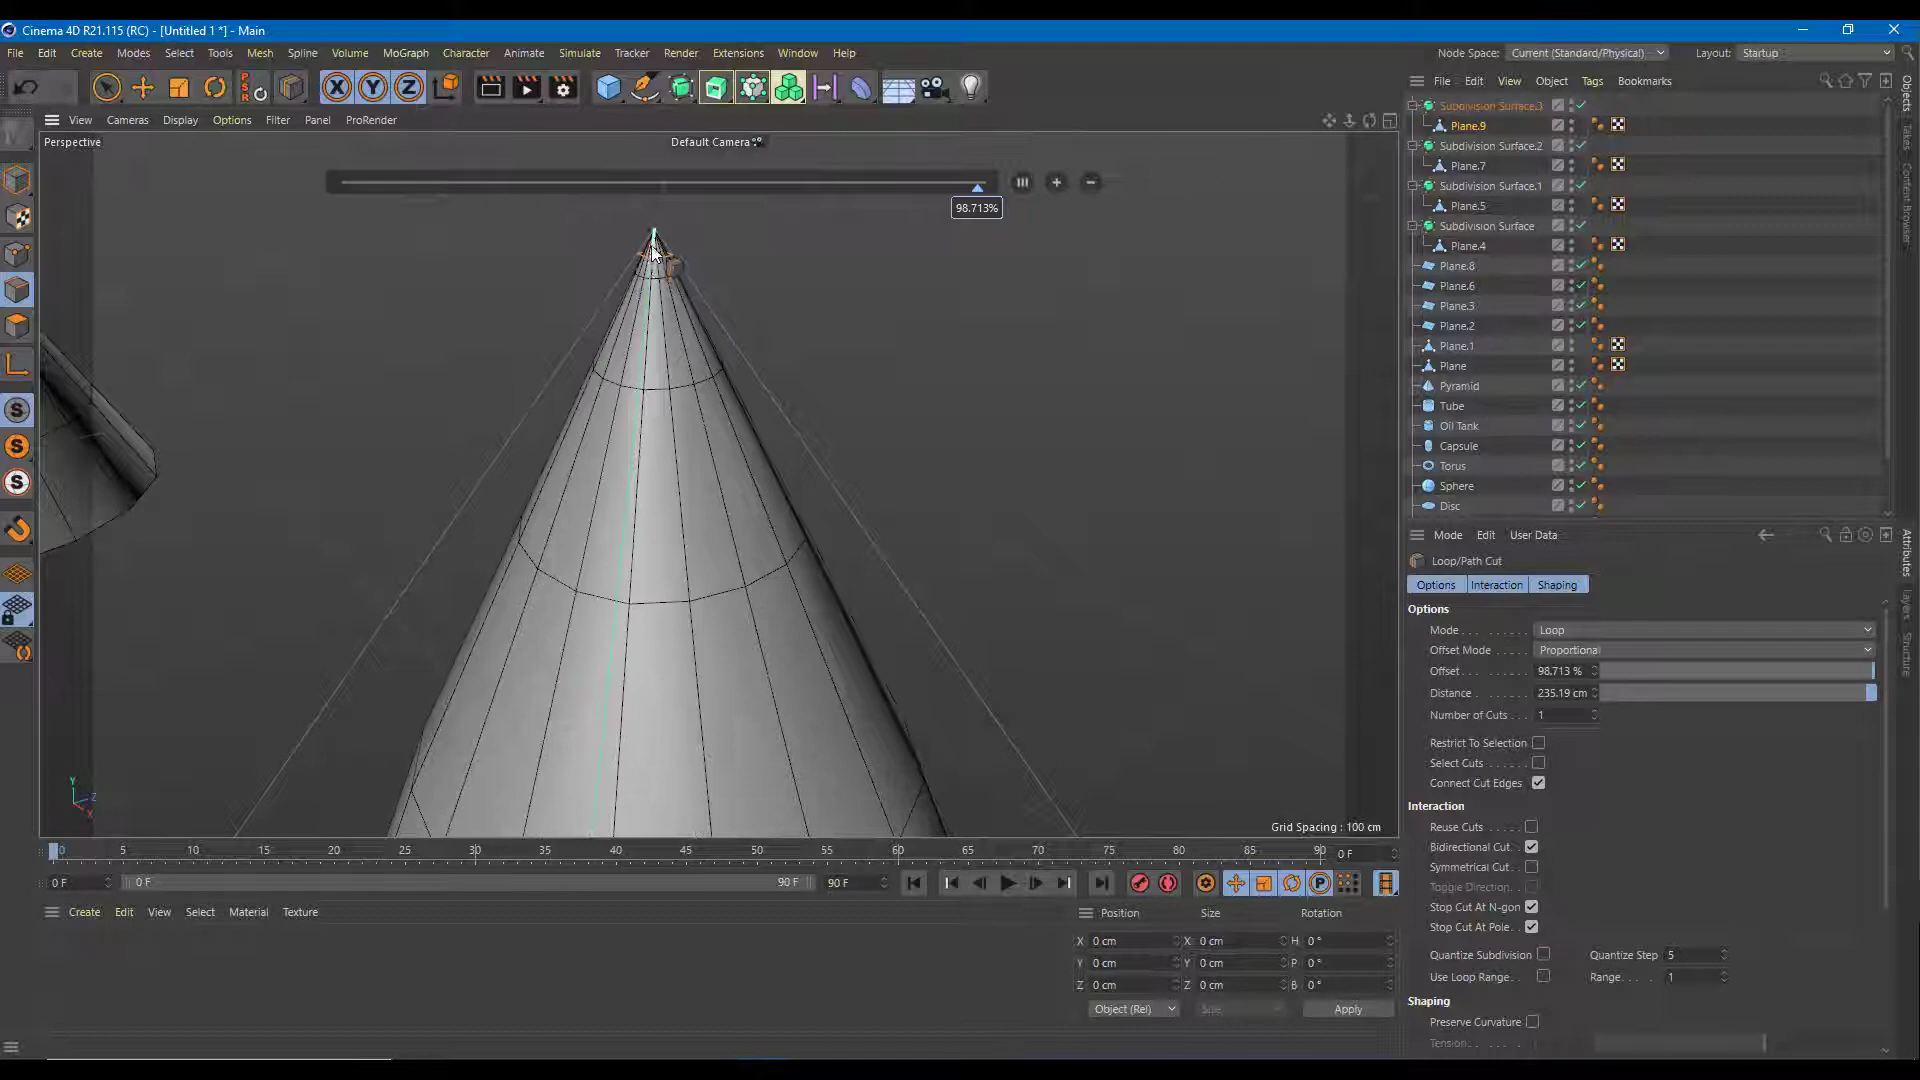 Cinema 4D R21.115 (RC) - [Untitled 1 *] - Main
File Edit Create Modes Select Tools Mesh Spline Volume MoGraph Character Animate Simulate Tracker Render Extensions Window Help
Node Space: Current (Standard/Physical) Layout: Startup
X Y Z
File Edit View Object Tags Bookmarks
View Cameras Display Options Filter Panel ProRender
Perspective
Default Camera
98.713%
Grid Spacing : 100 cm
Y
Z
X
Subdivision Surface.3
Plane.9
Subdivision Surface.2
Plane.7
Subdivision Surface.1
Plane.5
Subdivision Surface
Plane.4
Plane.8
Plane.6
Plane.3
Plane.2
Plane.1
Plane
Pyramid
Tube
Oil Tank
Capsule
Torus
Sphere
Disc
Objects
Takes
Content Browser
Mode Edit User Data
Loop/Path Cut
Options Interaction Shaping
Options
Mode Loop
Offset Mode Proportional
Offset 98.713 %
Distance 235.19 cm
Number of Cuts 1
Restrict To Selection
Select Cuts
Connect Cut Edges
Interaction
Reuse Cuts
Bidirectional Cut
Symmetrical Cut
Toggle Direction
Stop Cut At N-gon
Stop Cut At Pole
Quantize Subdivision Quantize Step 5
Use Loop Range Range 1
Shaping
Preserve Curvature
Tension
Attributes
Layers
Structure
0 5 10 15 20 25 30 35 40 45 50 55 60 65 70 75 80 85 90 0 F
0 F 0 F 90 F 90 F
Create Edit View Select Material Texture
Position Size Rotation
X 0 cm X 0 cm H 0 °
Y 0 cm Y 0 cm P 0 °
Z 0 cm Z 0 cm B 0 °
Object (Rel) Size Apply